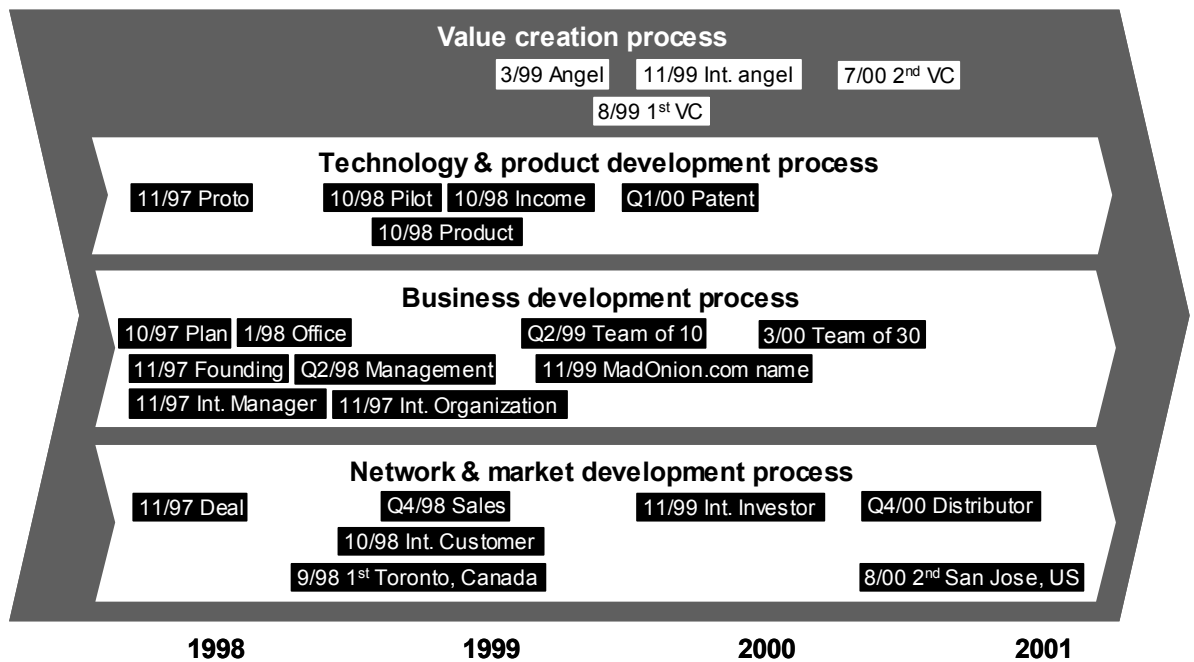 Value creation process
3/99 Angel 11/99 Int. angel 7/00 2nd VC
8/99 1st VC
Technology & product development process
11/97 Proto 10/98 Pilot 10/98 Income Q1/00 Patent
10/98 Product
Business development process
10/97 Plan 1/98 Office Q2/99 Team of 10 3/00 Team of 30
11/97 Founding Q2/98 Management 11/99 MadOnion.com name
11/97 Int. Manager 11/97 Int. Organization
Network & market development process
11/97 Deal Q4/98 Sales 11/99 Int. Investor Q4/00 Distributor
10/98 Int. Customer
9/98 1st Toronto, Canada 8/00 2nd San Jose, US
1998 1999 2000 2001